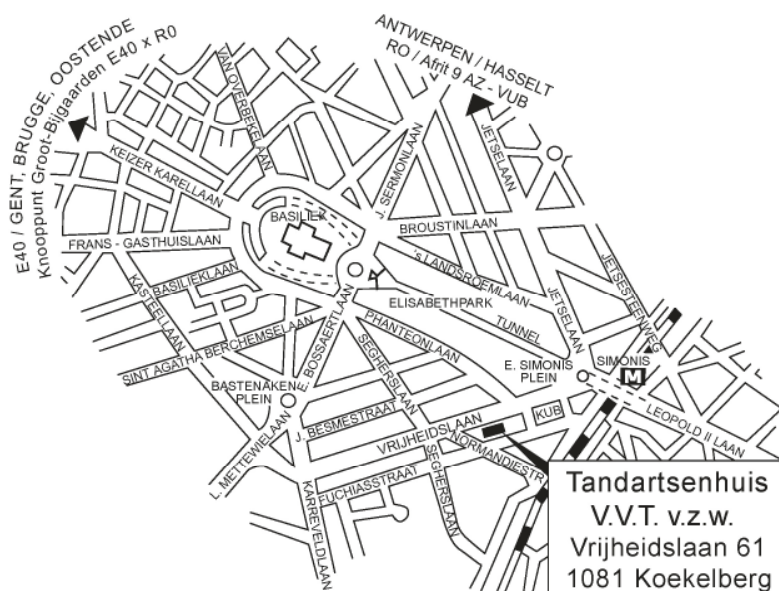 E40 / GENT, BRUGGE, OOSTENDE
Knooppunt Groot-Bijgaarden E40 x R0
ANTWERPEN / HASSELT
RO / Afrit 9 AZ - VUB
VAN OVERBEKELAAN
KEIZER KARELLAAN
JETSELAAN
J. SERMONLAAN
BASILIEK
BROUSTINLAAN
FRANS - GASTHUISLAAN
'S LANDSROEMLAAN
JETSESTEENWEG
BASILIEKLAAN
KASTEELLAAN
ELISABETHPARK
TUNNEL
JETSELAAN
SINT AGATHA BERCHEMSELAAN
E. BOSSAERTLAAN
PHANTEONLAAN
SEGHERSLAAN
E. SIMONIS
PLEIN
SIMONIS
M
BASTENAKEN
PLEIN
LEOPOLD II LAAN
KUB
J. BESMESTRAAT
VRIJHEIDSLAAN
NORMANDIESTR.
L. METTEWIELAAN
FUCHIASSTRAAT
SEGHERSLAAN
KARREVELDLAAN
Tandartsenhuis
V.V.T. v.z.w.
Vrijheidslaan 61
1081 Koekelberg